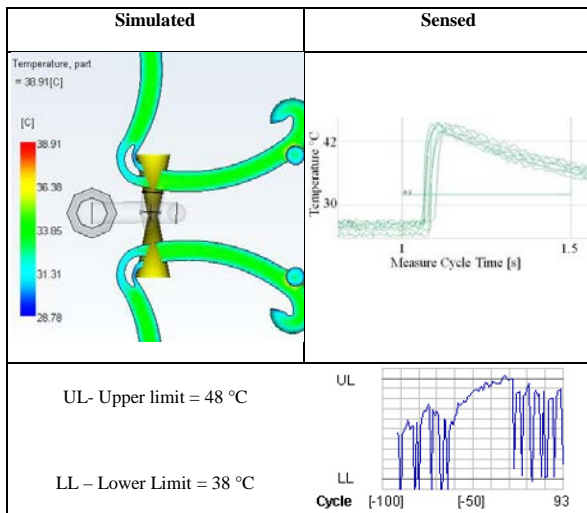 Simulated
Sensed
Temperature, part
= 38.91[C]
[C]
38.91
36.38
33.85
31.31
28.78
Temperature °C
42
30
1
1.5
Measure Cycle Time [s]
UL- Upper limit = 48 °C
LL – Lower Limit = 38 °C
UL
LL
Cycle [-100] [-50] 93